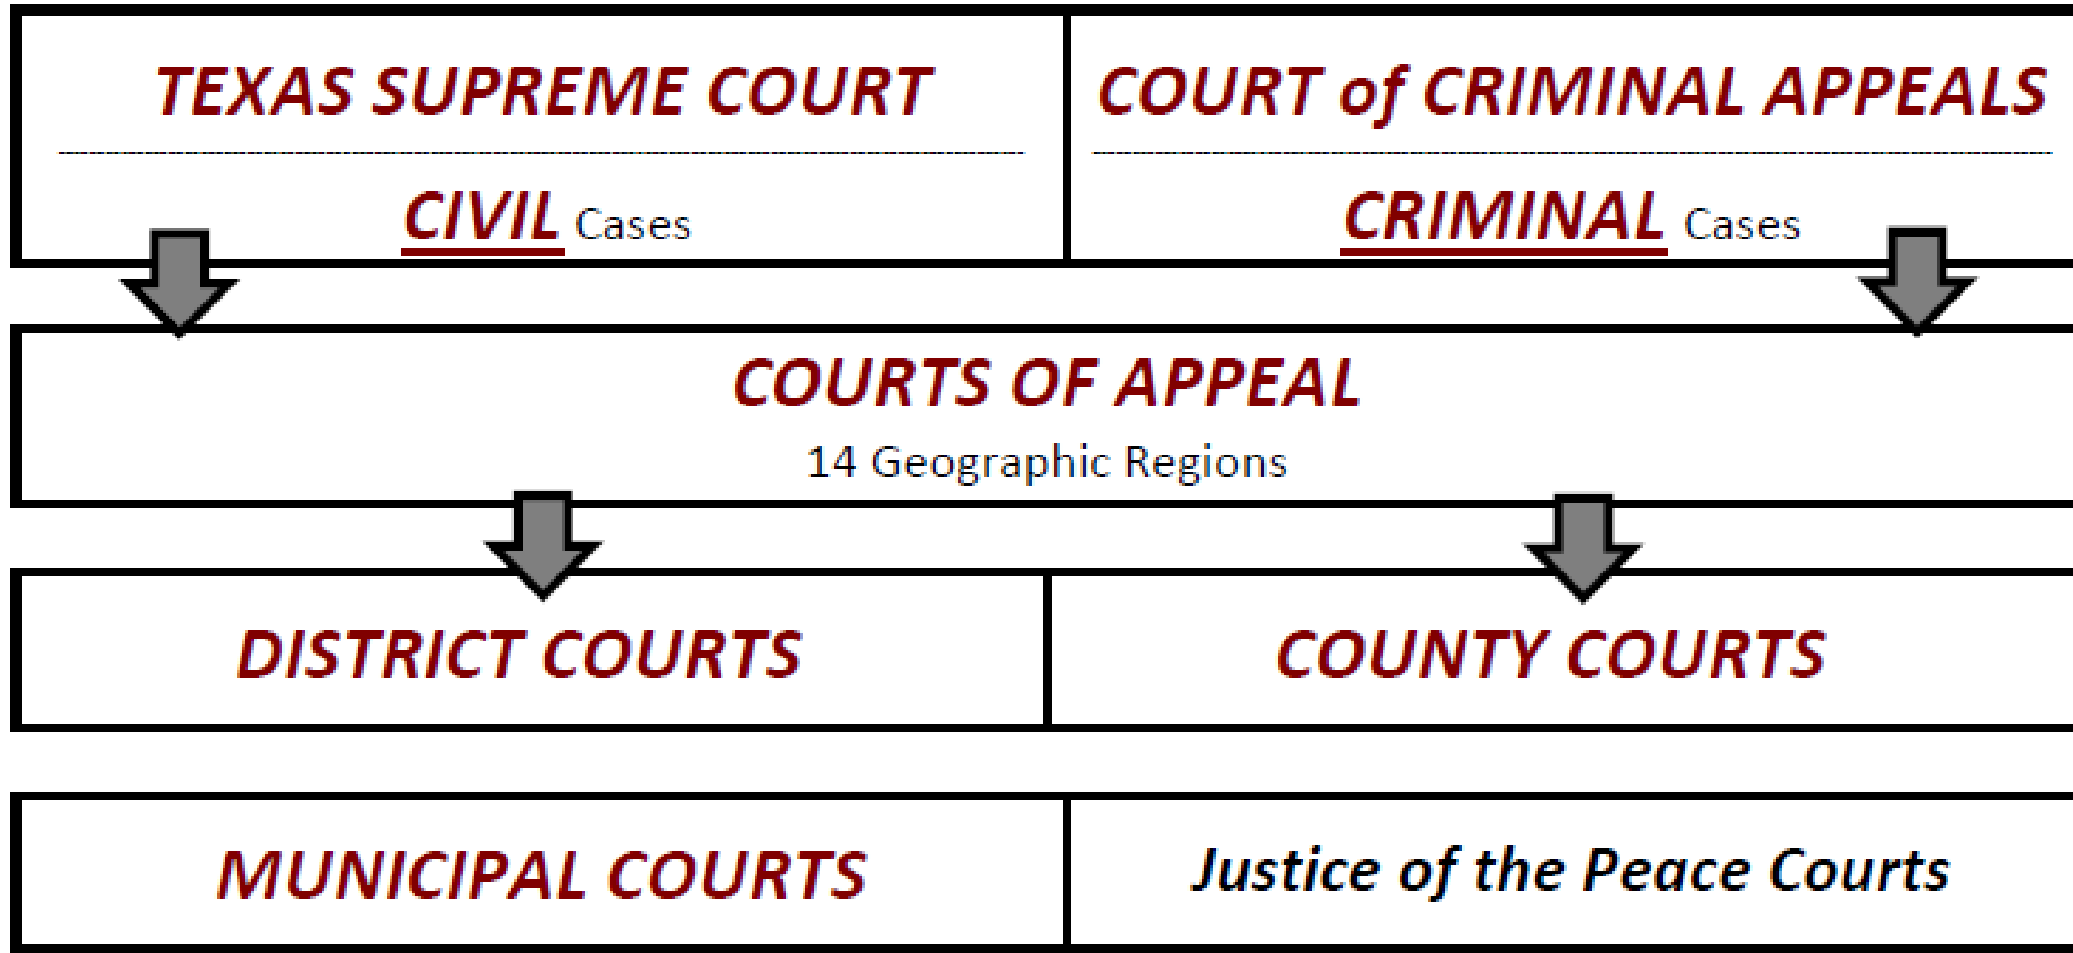 TEXAS SUPREME COURT
CIVIL Cases
COURT of CRIMINAL APPEALS
CRIMINAL Cases
COURTS OF APPEAL
14 Geographic Regions
DISTRICT COURTS
COUNTY COURTS
MUNICIPAL COURTS
Justice of the Peace Courts